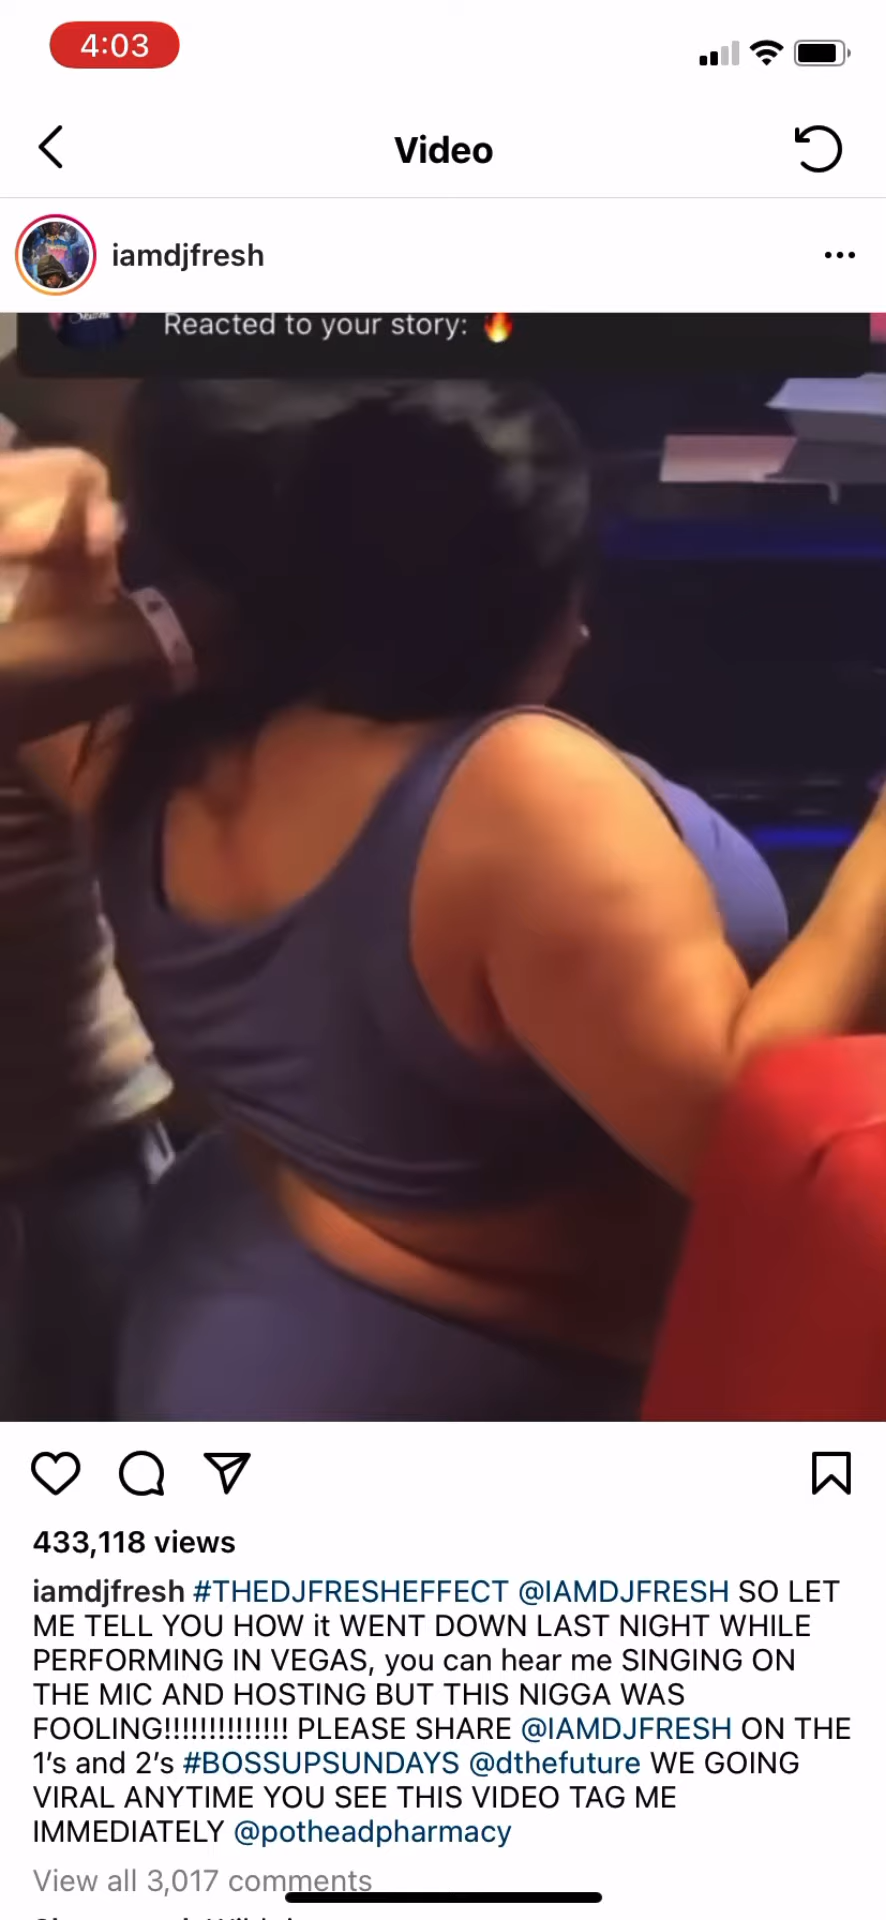 4:03
Video
iamdjfresh
Reacted to your story: 🔥
433,118 views
iamdjfresh #THEDJFRESHEFFECT @IAMDJFRESH SO LET
ME TELL YOU HOW it WENT DOWN LAST NIGHT WHILE
PERFORMING IN VEGAS, you can hear me SINGING ON
THE MIC AND HOSTING BUT THIS NIGGA WAS
FOOLING!!!!!!!!!!!!!! PLEASE SHARE @IAMDJFRESH ON THE
1’s and 2’s #BOSSUPSUNDAYS @dthefuture WE GOING
VIRAL ANYTIME YOU SEE THIS VIDEO TAG ME
IMMEDIATELY @potheadpharmacy
View all 3,017 comments